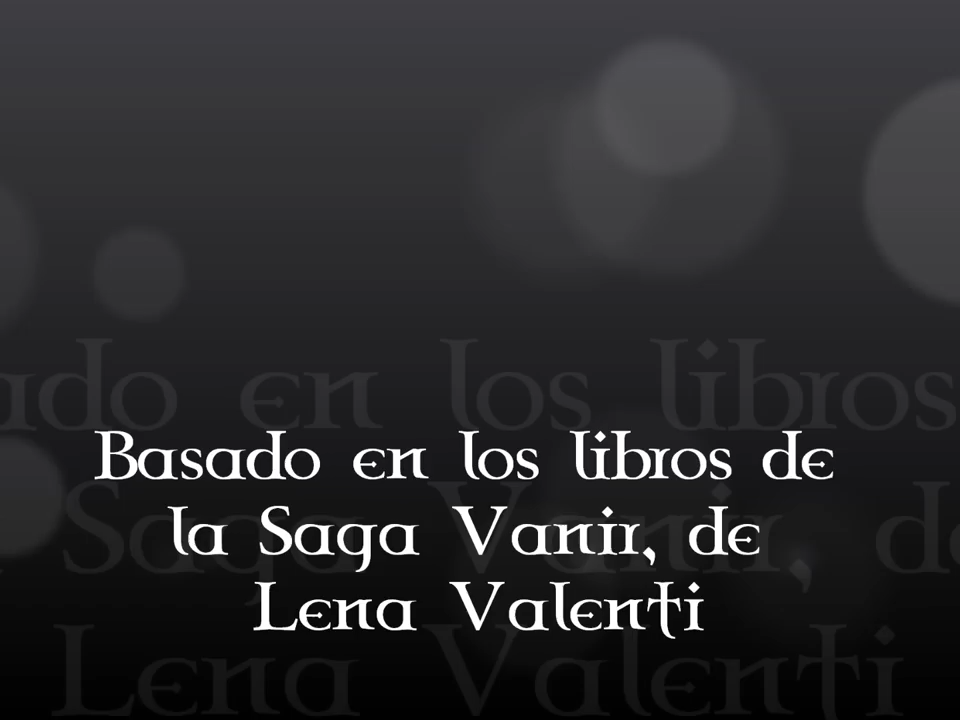 Basado en los libros de
la Saga Vanir, de
Lena Valenti